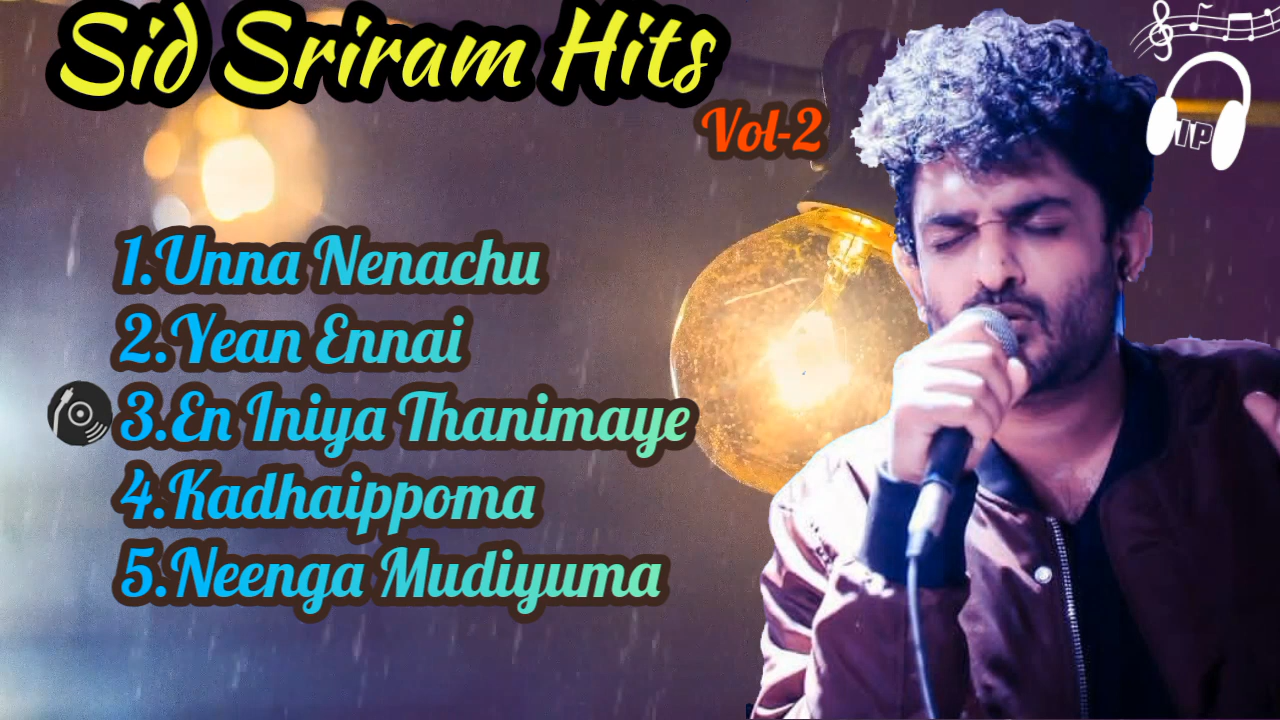 Sid Sriram Hits
Vol-2
IP
1.Unna Nenachu
2.Yean Ennai
3.En Iniya Thanimaye
4.Kadhaippoma
5.Neenga Mudiyuma